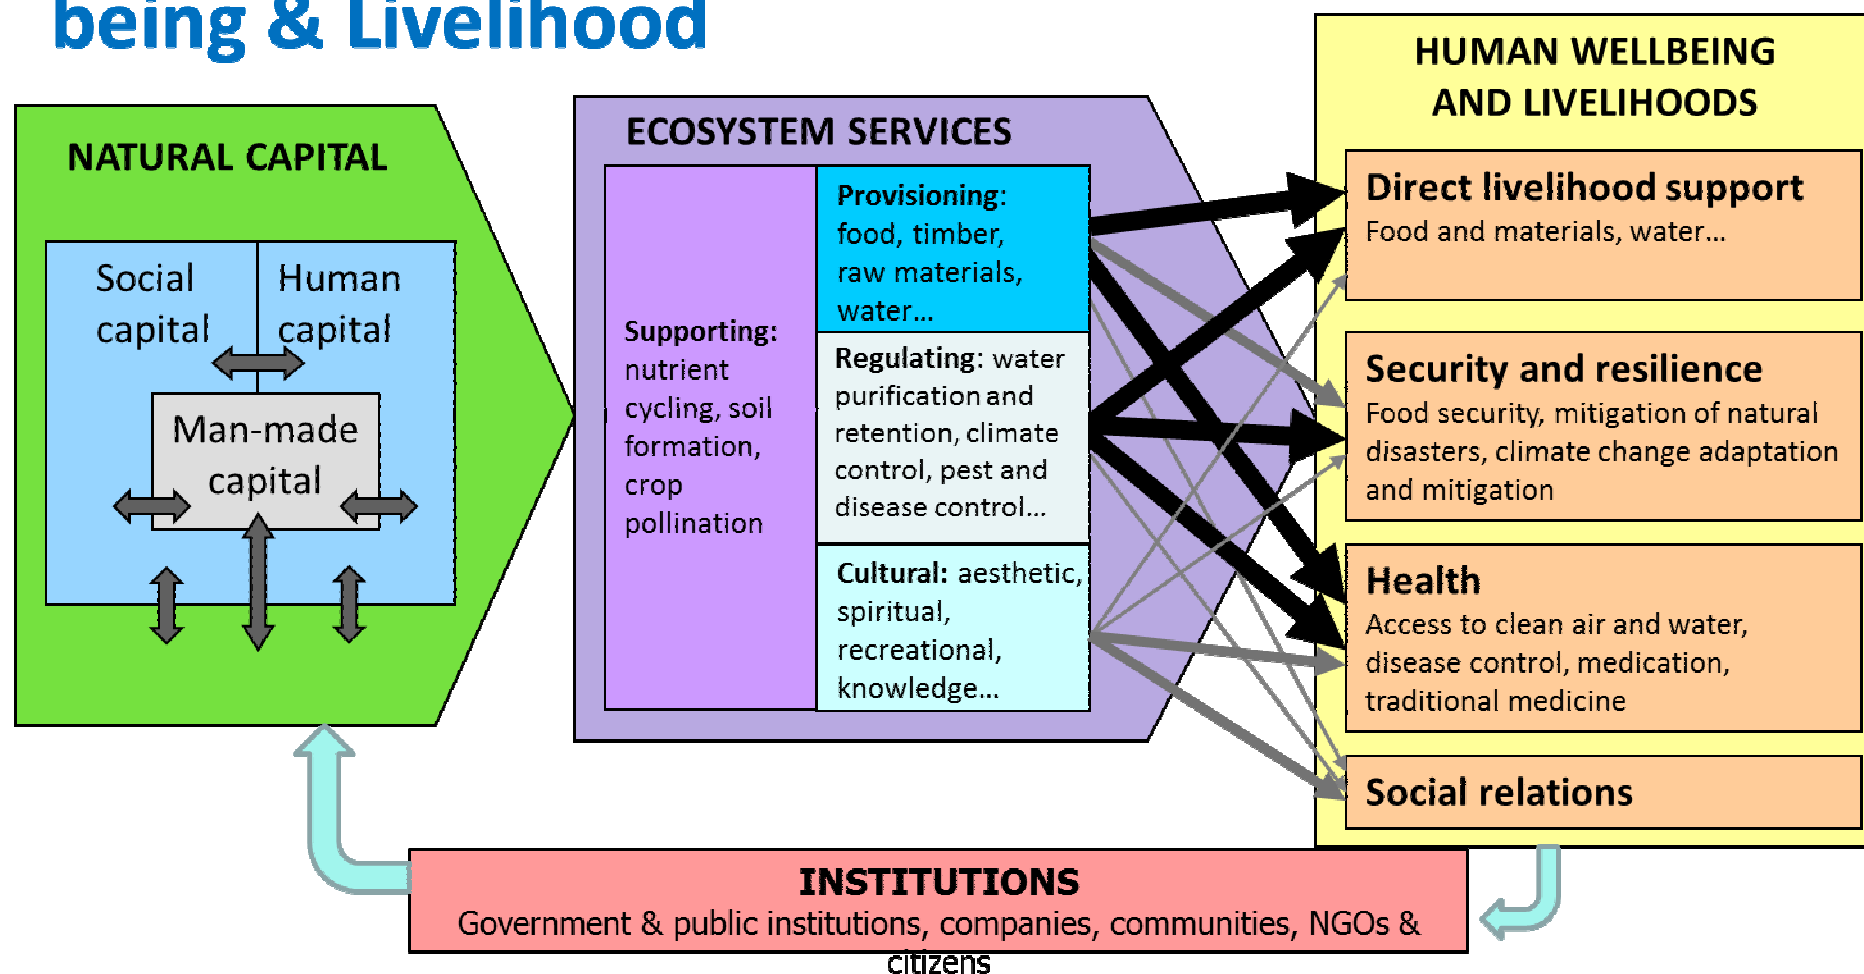 being & Livelihood
NATURAL CAPITAL
Social
capital
Human
capital
Man-made
capital
ECOSYSTEM SERVICES
Supporting:
nutrient
cycling, soil
formation,
crop
pollination
Provisioning:
food, timber,
raw materials,
water…
Regulating: water
purification and
retention, climate
control, pest and
disease control…
Cultural: aesthetic,
spiritual,
recreational,
knowledge…
HUMAN WELLBEING
AND LIVELIHOODS
Direct livelihood support
Food and materials, water…
Security and resilience
Food security, mitigation of natural
disasters, climate change adaptation
and mitigation
Health
Access to clean air and water,
disease control, medication,
traditional medicine
Social relations
INSTITUTIONS
Government & public institutions, companies, communities, NGOs &
citizens